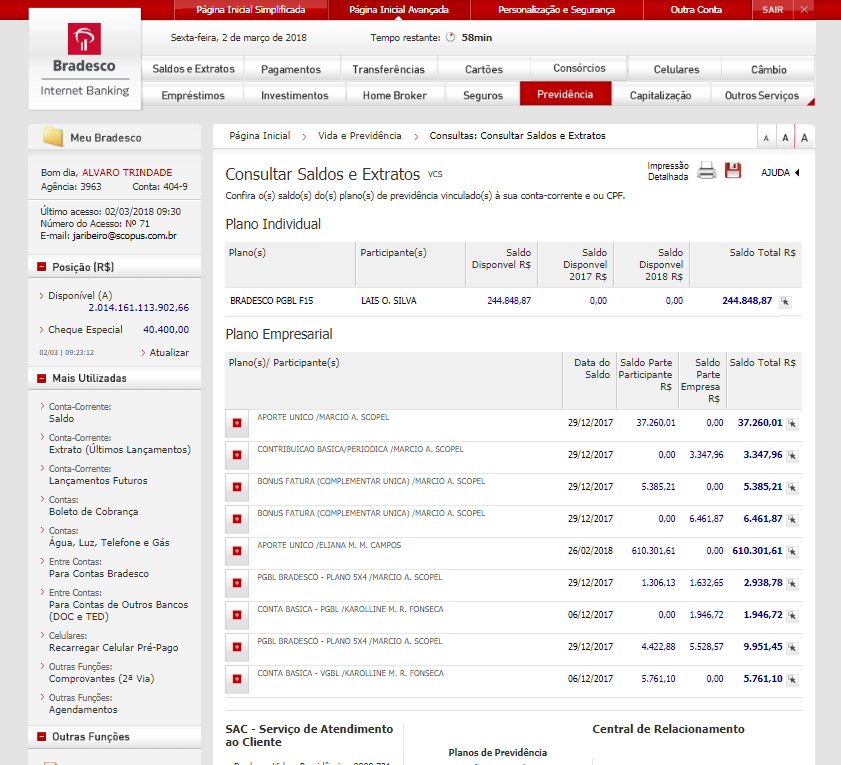 Página Inicial Simplificada Página Inicial Avançada Personalização e Segurança Outra Conta SAIR
Sexta-feira, 2 de março de 2018 Tempo restante: 58min
Bradesco
Internet Banking
Saldos e Extratos Pagamentos Transferências Cartões Consórcios Celulares Câmbio
Empréstimos Investimentos Home Broker Seguros Previdência Capitalização Outros Serviços
Meu Bradesco
Bom dia, ALVARO TRINDADE
Agência: 3963 Conta: 404-9
Último acesso: 02/03/2018 09:30
Número do Acesso: Nº 71
E-mail: jaribeiro@scopus.com.br
Posição (R$)
Disponível (A)
2.014.161.113.902,66
Cheque Especial 40.400,00
02/03 | 09:23:12 Atualizar
Mais Utilizadas
Conta-Corrente:
Saldo
Conta-Corrente:
Extrato (Últimos Lançamentos)
Conta-Corrente:
Lançamentos Futuros
Contas:
Boleto de Cobrança
Contas:
Água, Luz, Telefone e Gás
Entre Contas:
Para Contas Bradesco
Entre Contas:
Para Contas de Outros Bancos
(DOC e TED)
Celulares:
Recarregar Celular Pré-Pago
Outras Funções:
Comprovantes (2ª Via)
Outras Funções:
Agendamentos
Outras Funções
Página Inicial Vida e Previdência Consultas: Consultar Saldos e Extratos A A A
Consultar Saldos e Extratos VCS
Impressão
Detalhada
AJUDA
Confira o(s) saldo(s) do(s) plano(s) de previdência vinculado(s) à sua conta-corrente e ou CPF.
Plano Individual
Plano(s) Participante(s) Saldo Disponvel R$ Saldo Disponvel 2017 R$ Saldo Disponvel 2018 R$ Saldo Total R$
BRADESCO PGBL F15 LAIS O. SILVA 244.848,87 0,00 0,00 244.848,87
Plano Empresarial
Plano(s)/ Participante(s) Data do Saldo Saldo Parte Participante R$ Saldo Parte Empresa R$ Saldo Total R$
APORTE UNICO /MARCIO A. SCOPEL 29/12/2017 37.260,01 0,00 37.260,01
CONTRIBUICAO BASICA/PERIODICA /MARCIO A. SCOPEL 29/12/2017 0,00 3.347,96 3.347,96
BONUS FATURA (COMPLEMENTAR UNICA) /MARCIO A. SCOPEL 29/12/2017 5.385,21 0,00 5.385,21
BONUS FATURA (COMPLEMENTAR UNICA) /MARCIO A. SCOPEL 29/12/2017 0,00 6.461,87 6.461,87
APORTE UNICO /ELIANA M. M. CAMPOS 26/02/2018 610.301,61 0,00 610.301,61
PGBL BRADESCO - PLANO 5X4 /MARCIO A. SCOPEL 29/12/2017 1.306,13 1.632,65 2.938,78
CONTA BASICA - PGBL /KAROLLINE M. R. FONSECA 06/12/2017 0,00 1.946,72 1.946,72
PGBL BRADESCO - PLANO 5X4 /MARCIO A. SCOPEL 29/12/2017 4.422,88 5.528,57 9.951,45
CONTA BASICA - VGBL /KAROLLINE M. R. FONSECA 06/12/2017 5.761,10 0,00 5.761,10
SAC - Serviço de Atendimento
ao Cliente
Central de Relacionamento
Planos de Previdência